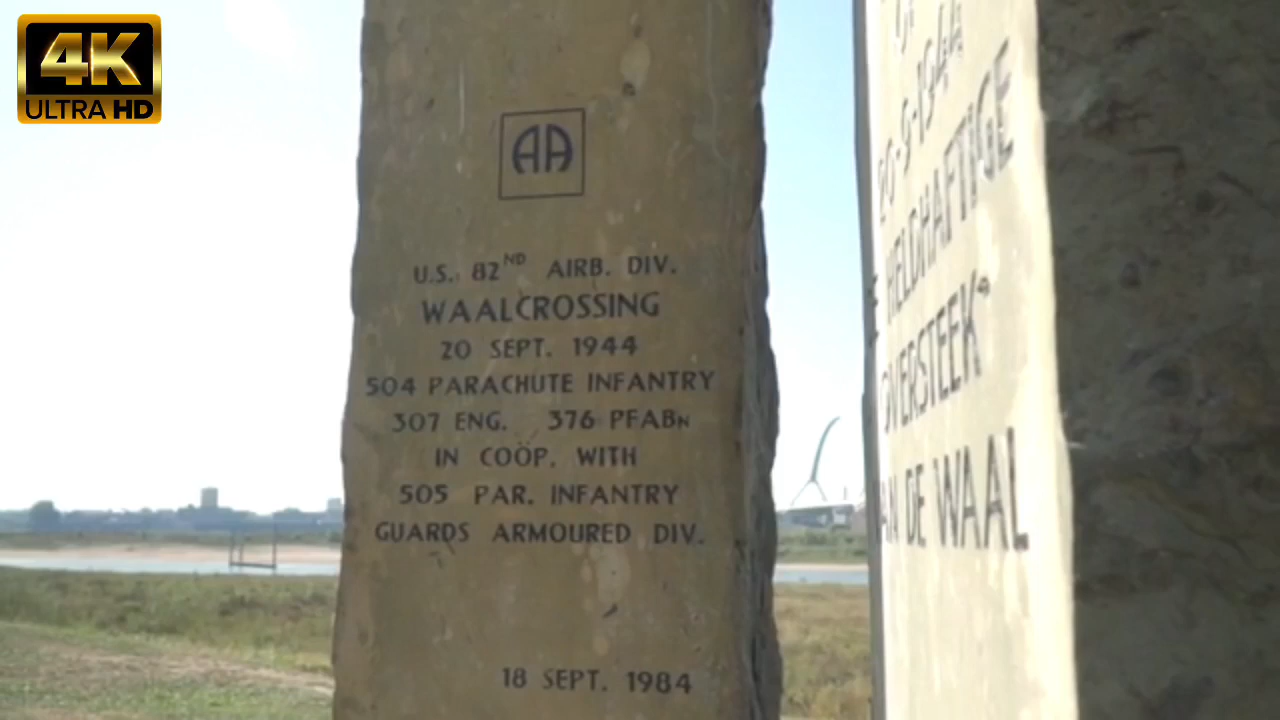 4K
ULTRA HD
AA
U.S. 82ND AIRB. DIV.
WAALCROSSING
20 SEPT. 1944
504 PARACHUTE INFANTRY
307 ENG. 376 PFABN
IN COÖP. WITH
505 PAR. INFANTRY
GUARDS ARMOURED DIV.
18 SEPT. 1984
20-9-1944
HELDHAFTIGE
OVERSTEEK
DE WAAL